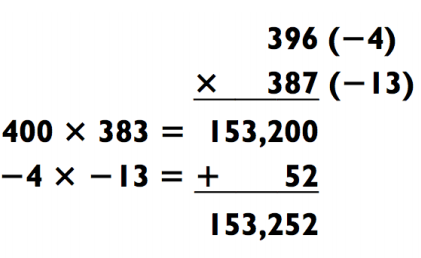 396 (−4)
× 387 (−13)
400 × 383 = 153,200
−4 × −13 = + 52
153,252